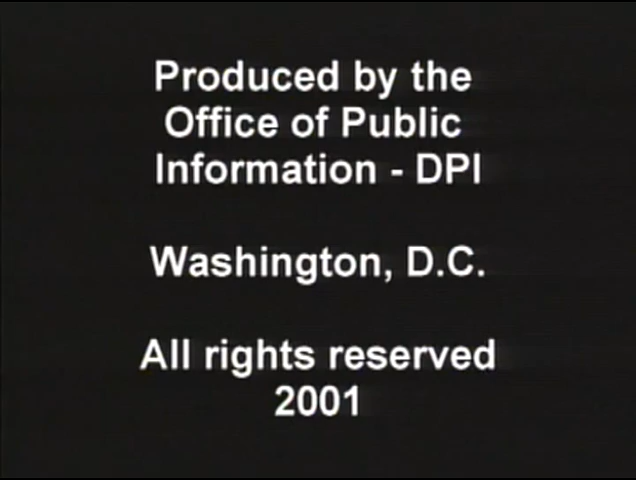 Produced by the
Office of Public
Information - DPI
Washington, D.C.
All rights reserved
2001